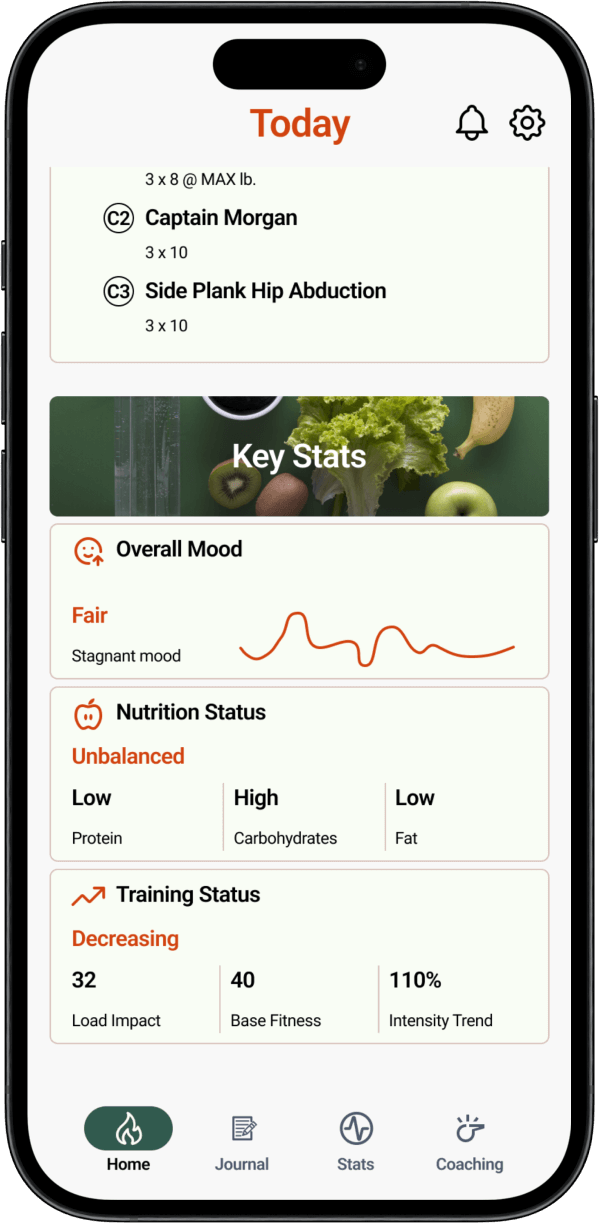 Today
3 x 8 @ MAX lb.
C2 Captain Morgan
3 x 10
C3 Side Plank Hip Abduction
3 x 10
Key Stats
Overall Mood
Fair
Stagnant mood
Nutrition Status
Unbalanced
Low High Low
Protein Carbohydrates Fat
Training Status
Decreasing
32 40 110%
Load Impact Base Fitness Intensity Trend
Home Journal Stats Coaching